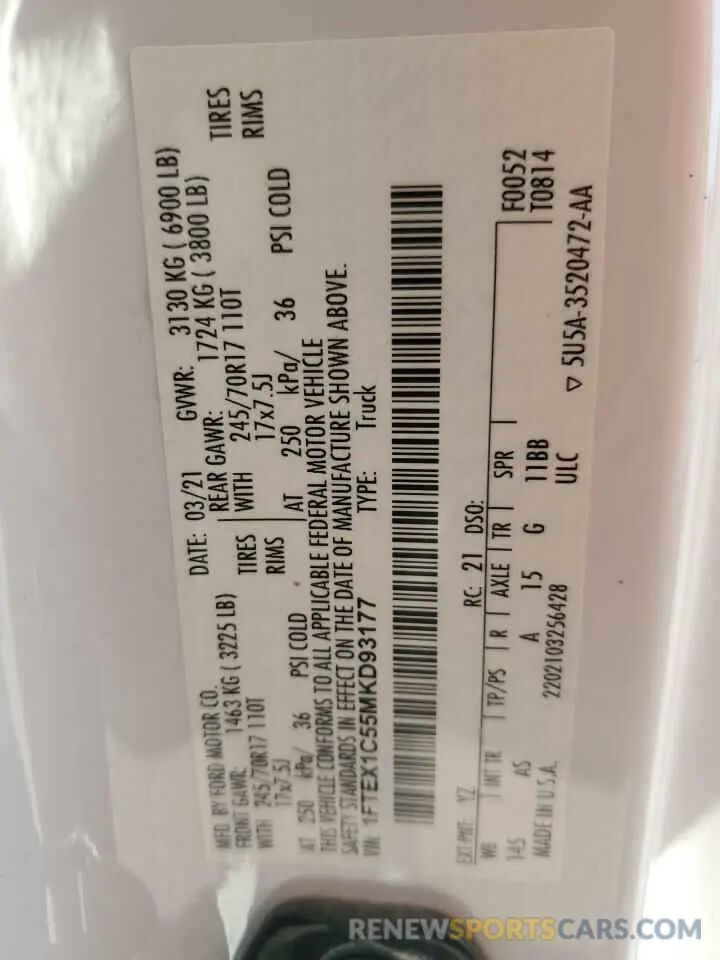 MFD. BY FORD MOTOR CO.
DATE: 03/21 GVWR: 3130 KG ( 6900 LB)
FRONT GAWR: 1463 KG ( 3225 LB) REAR GAWR: 1724 KG ( 3800 LB)
WITH 245/70R17 110T TIRES WITH 245/70R17 110T TIRES
17x7.5J RIMS 17x7.5J RIMS
AT 250 kPa/ 36 PSI COLD AT 250 kPa/ 36 PSI COLD
THIS VEHICLE CONFORMS TO ALL APPLICABLE FEDERAL MOTOR VEHICLE
SAFETY STANDARDS IN EFFECT ON THE DATE OF MANUFACTURE SHOWN ABOVE.
VIN: 1FTEX1C55MKD93177 TYPE: Truck
F0052
T0814
EXT PNT: YZ RC: 21 DSO:
WB INT TR TP/PS R AXLE TR SPR
145 AS A 15 G 11BB
MADE IN U.S.A. 2202103256428 ULC
▽ 5U5A-3520472-AA
RENEWSPORTSCARS.COM